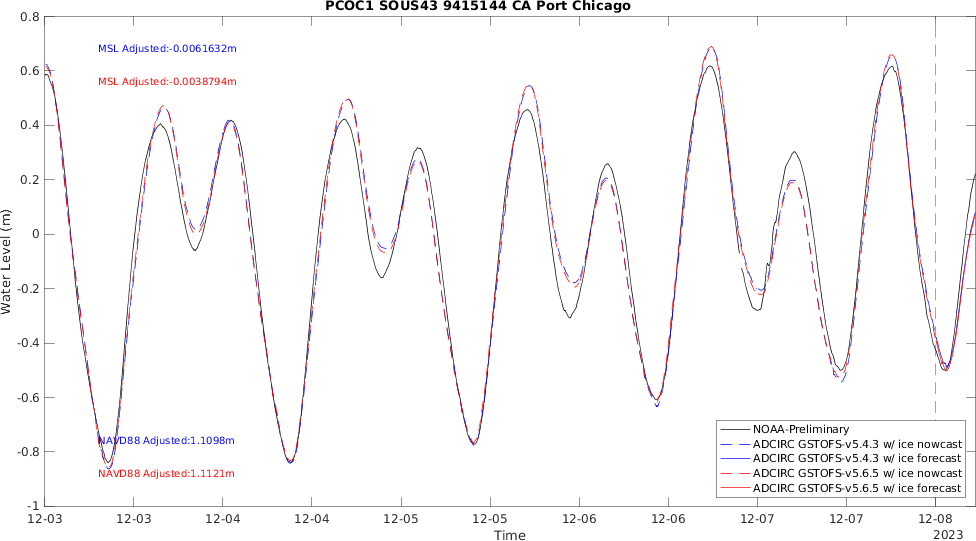 PCOC1 SOUS43 9415144 CA Port Chicago
0.8
0.6
0.4
0.2
0
-0.2
-0.4
-0.6
-0.8
-1
Water Level (m)
MSL Adjusted:-0.0061632m
MSL Adjusted:-0.0038794m
NAVD88 Adjusted:1.1098m
NAVD88 Adjusted:1.1121m
NOAA-Preliminary
ADCIRC GSTOFS-v5.4.3 w/ ice nowcast
ADCIRC GSTOFS-v5.4.3 w/ ice forecast
ADCIRC GSTOFS-v5.6.5 w/ ice nowcast
ADCIRC GSTOFS-v5.6.5 w/ ice forecast
12-03 12-03 12-04 12-04 12-05 12-05 12-06 12-06 12-07 12-07 12-08
Time
2023